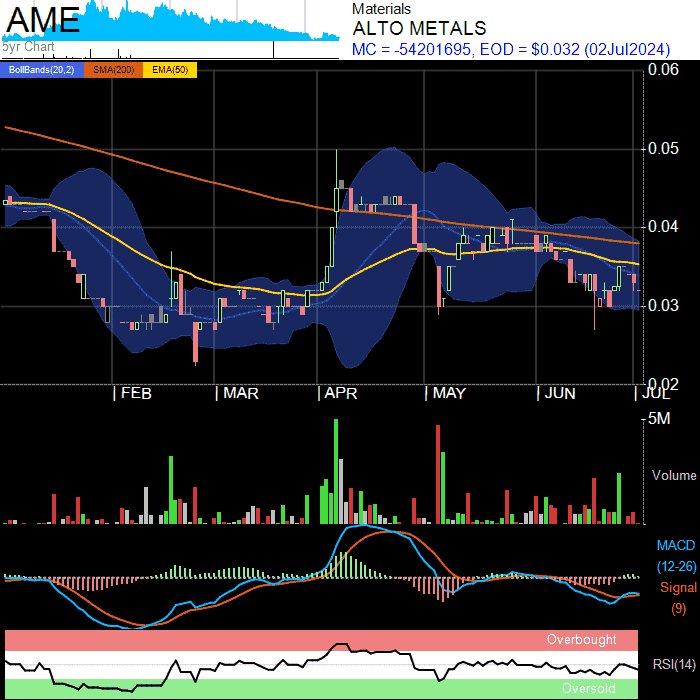 AME
5yr Chart
Materials
ALTO METALS
MC = -54201695, EOD = $0.032 (02Jul2024)
BollBands(20,2) SMA(200) EMA(50)
0.06
0.05
0.04
0.03
0.02
FEB MAR APR MAY JUN JUL
5M
Volume
MACD
(12-26)
Signal
(9)
Overbought
RSI(14)
Oversold